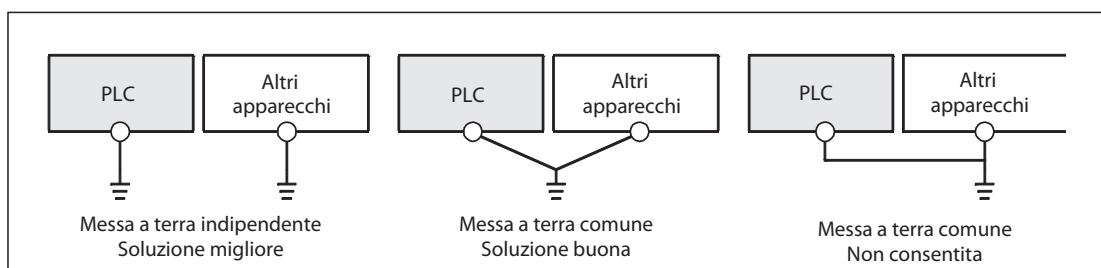 PLC
Altri
apparecchi
PLC
Altri
apparecchi
PLC
Altri
apparecchi
Messa a terra indipendente
Soluzione migliore
Messa a terra comune
Soluzione buona
Messa a terra comune
Non consentita